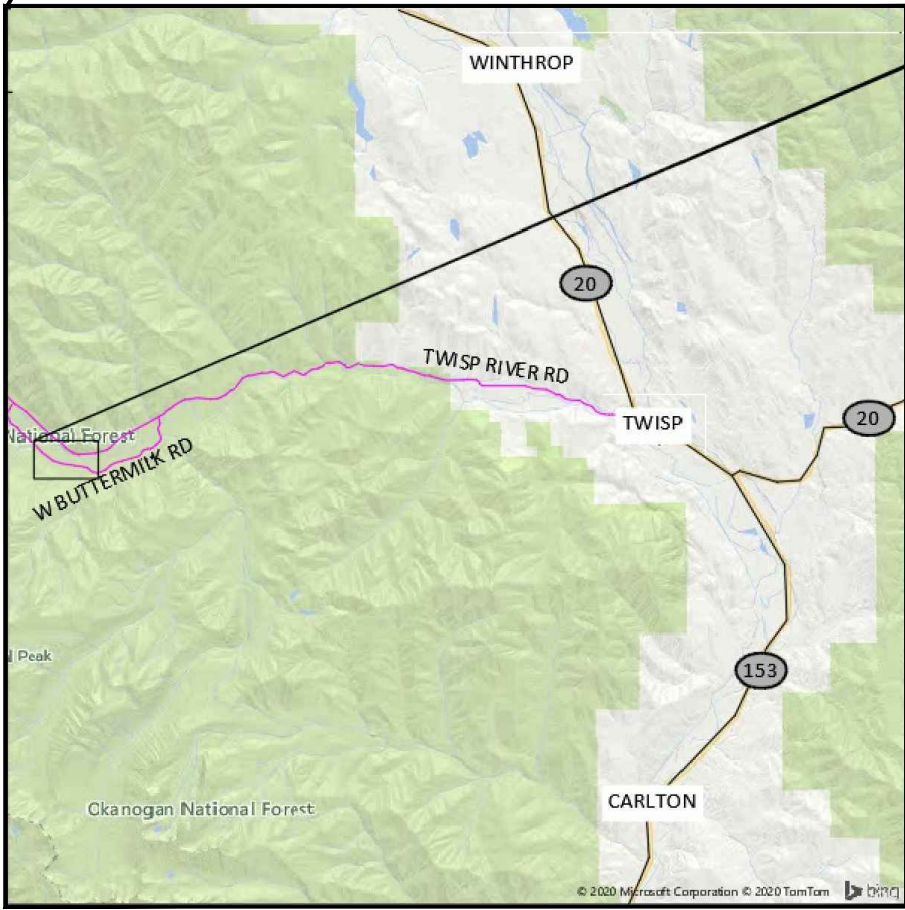 WINTHROP
20
TWISP RIVER RD
TWISP
20
National Forest
W BUTTERMILK RD
Peak
153
CARLTON
Okanogan National Forest
© 2020 Microsoft Corporation © 2020 TomTom
bing